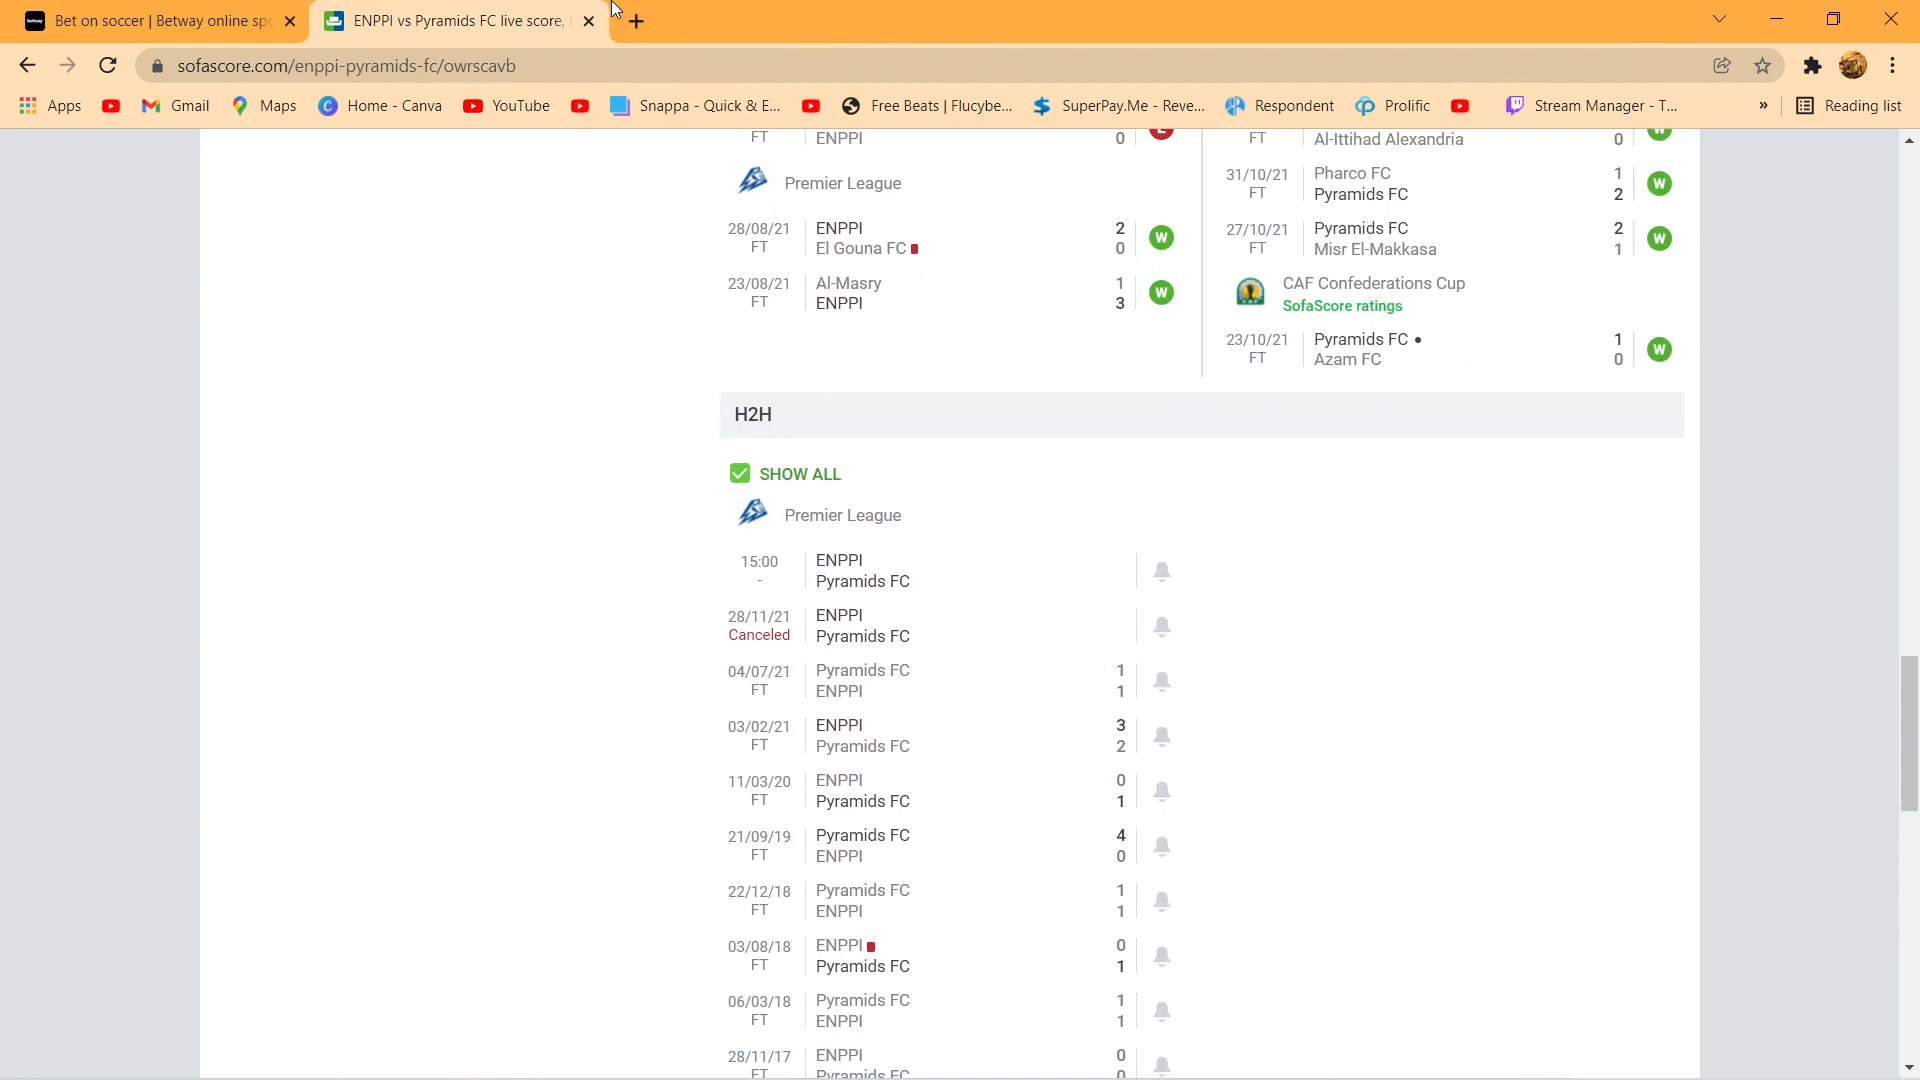 Bet on soccer | Betway online sp
ENPPI vs Pyramids FC live score,
sofascore.com/enppi-pyramids-fc/owrscavb
Apps
Gmail
Maps
Home - Canva
YouTube
Snappa - Quick & E...
Free Beats | Flucybe...
SuperPay.Me - Reve...
Respondent
Prolific
Stream Manager - T...
»
Reading list
FT ENPPI 0 L
Premier League
28/08/21 ENPPI 2
FT El Gouna FC 0 W
23/08/21 Al-Masry 1
FT ENPPI 3 W
FT Al-Ittihad Alexandria 0 W
31/10/21 Pharco FC 1
FT Pyramids FC 2 W
27/10/21 Pyramids FC 2
FT Misr El-Makkasa 1 W
CAF Confederations Cup
SofaScore ratings
23/10/21 Pyramids FC 1
FT Azam FC 0 W
H2H
SHOW ALL
Premier League
15:00 ENPPI
- Pyramids FC
28/11/21 ENPPI
Canceled Pyramids FC
04/07/21 Pyramids FC 1
FT ENPPI 1
03/02/21 ENPPI 3
FT Pyramids FC 2
11/03/20 ENPPI 0
FT Pyramids FC 1
21/09/19 Pyramids FC 4
FT ENPPI 0
22/12/18 Pyramids FC 1
FT ENPPI 1
03/08/18 ENPPI 0
FT Pyramids FC 1
06/03/18 Pyramids FC 1
FT ENPPI 1
28/11/17 ENPPI 0
FT Pyramids FC 0